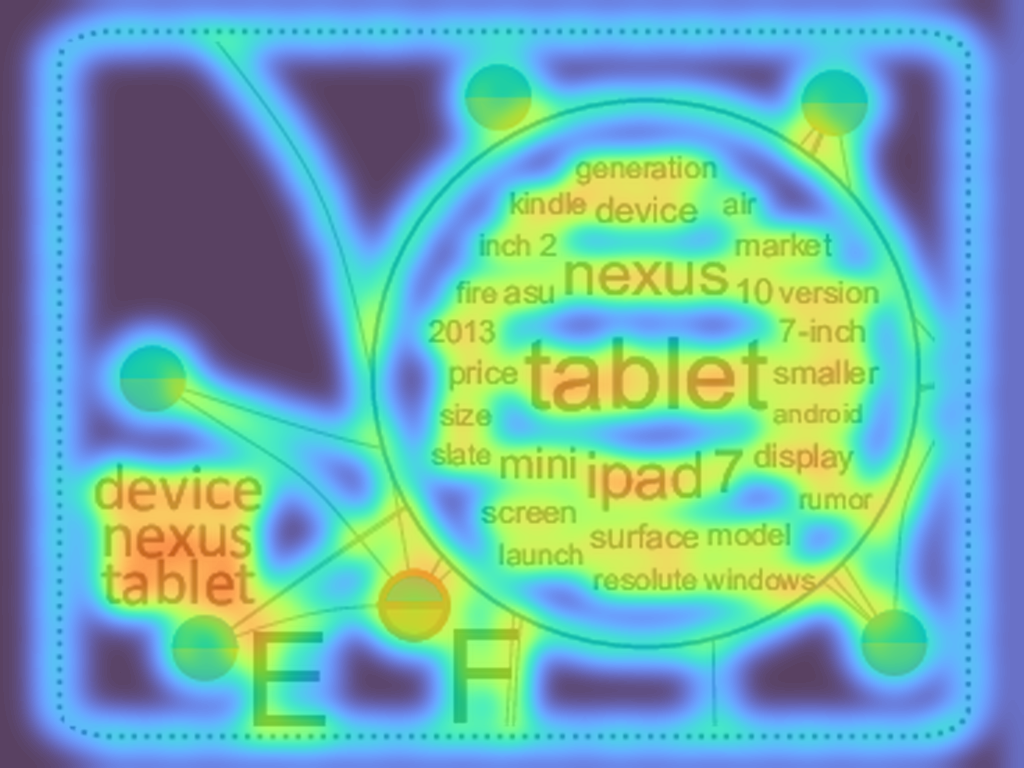 generation
kindle device air
inch 2 market
nexus
fire asu 10 version
2013 7-inch
price tablet smaller
size android
slate mini ipad 7 display
rumor
screen
surface model
launch
resolute windows
device
nexus
tablet
E F